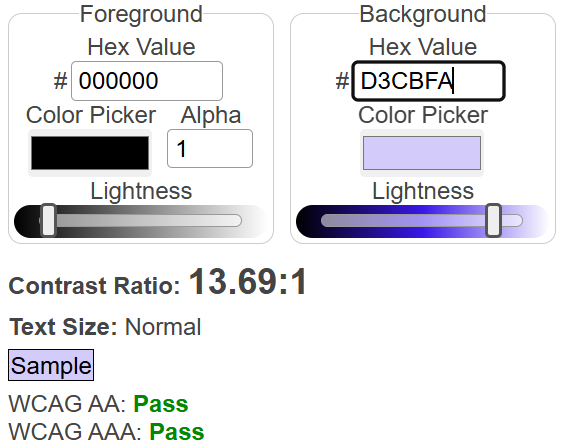 Foreground
Hex Value
# 000000
Color Picker Alpha
1
Lightness
Background
Hex Value
# D3CBFA
Color Picker
Lightness
Contrast Ratio: 13.69:1
Text Size: Normal
Sample
WCAG AA: Pass
WCAG AAA: Pass